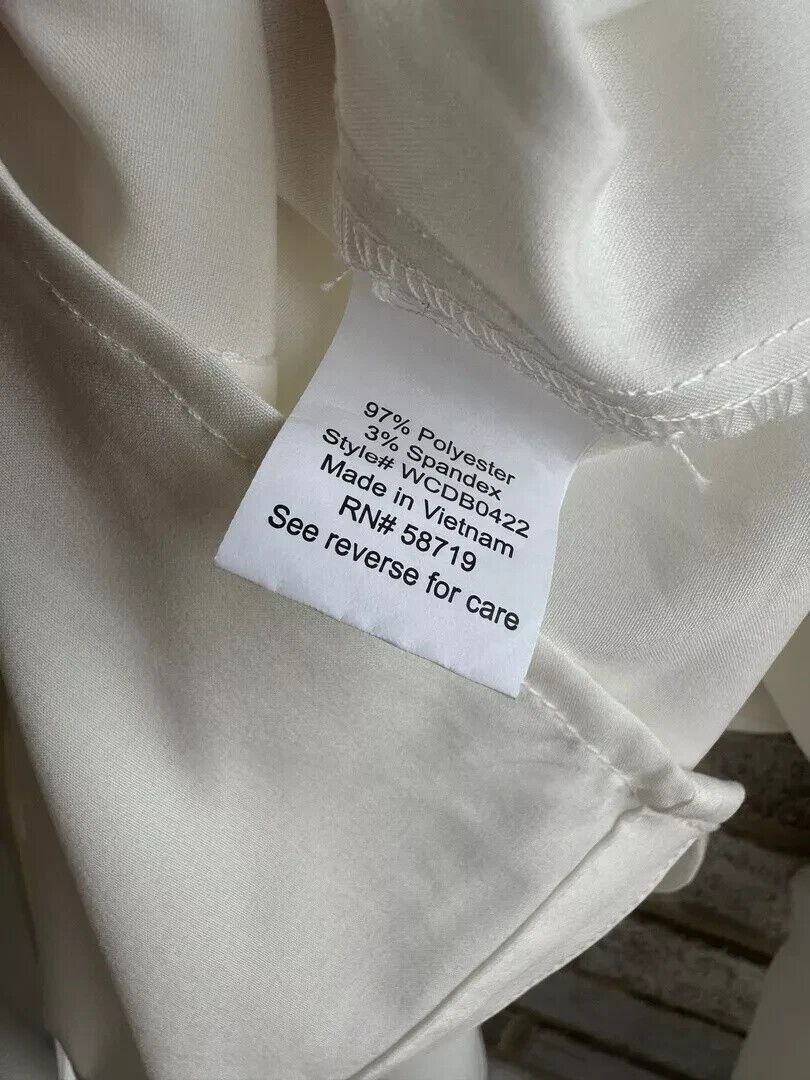 97% Polyester
3% Spandex
Style# WCDB0422
Made in Vietnam
RN# 58719
See reverse for care